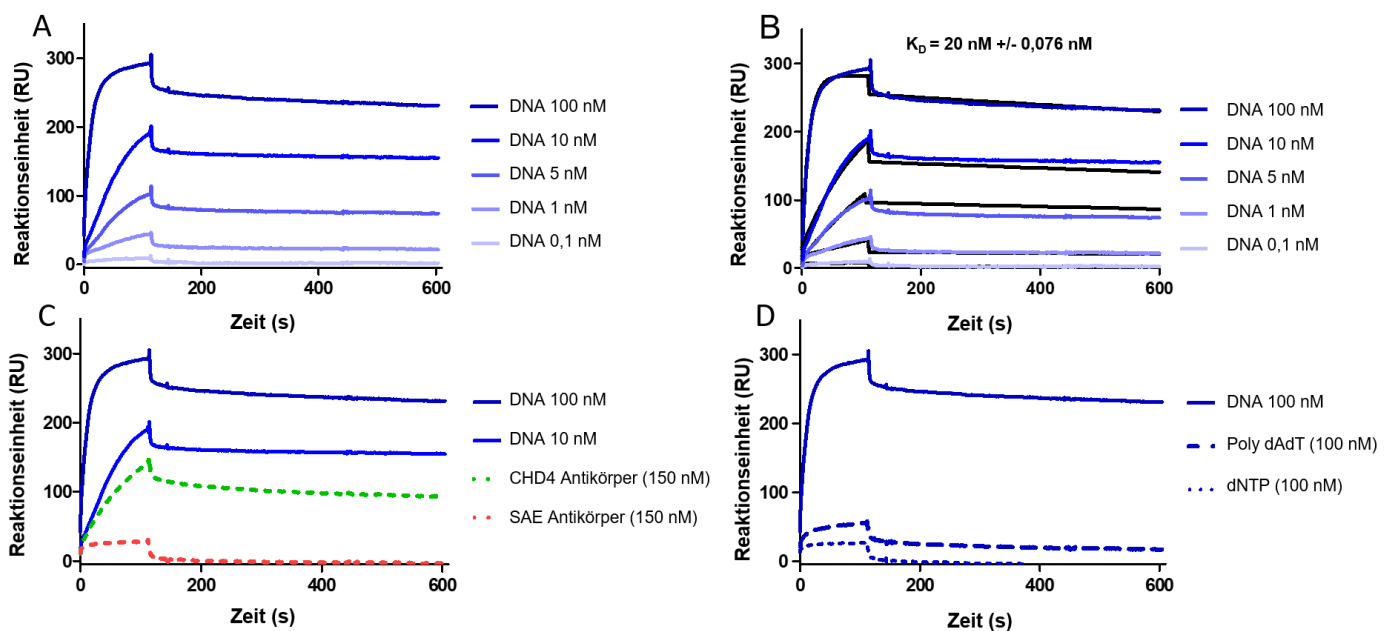 A
Reaktionseinheit (RU)
300
200
100
0
0
200
400
600
Zeit (s)
DNA 100 nM
DNA 10 nM
DNA 5 nM
DNA 1 nM
DNA 0,1 nM
B
K_D = 20 nM +/- 0,076 nM
Reaktionseinheit (RU)
300
200
100
0
0
200
400
600
Zeit (s)
DNA 100 nM
DNA 10 nM
DNA 5 nM
DNA 1 nM
DNA 0,1 nM
C
Reaktionseinheit (RU)
300
200
100
0
0
200
400
600
Zeit (s)
DNA 100 nM
DNA 10 nM
CHD4 Antikörper (150 nM)
SAE Antikörper (150 nM)
D
Reaktionseinheit (RU)
300
200
100
0
0
200
400
600
Zeit (s)
DNA 100 nM
Poly dAdT (100 nM)
dNTP (100 nM)